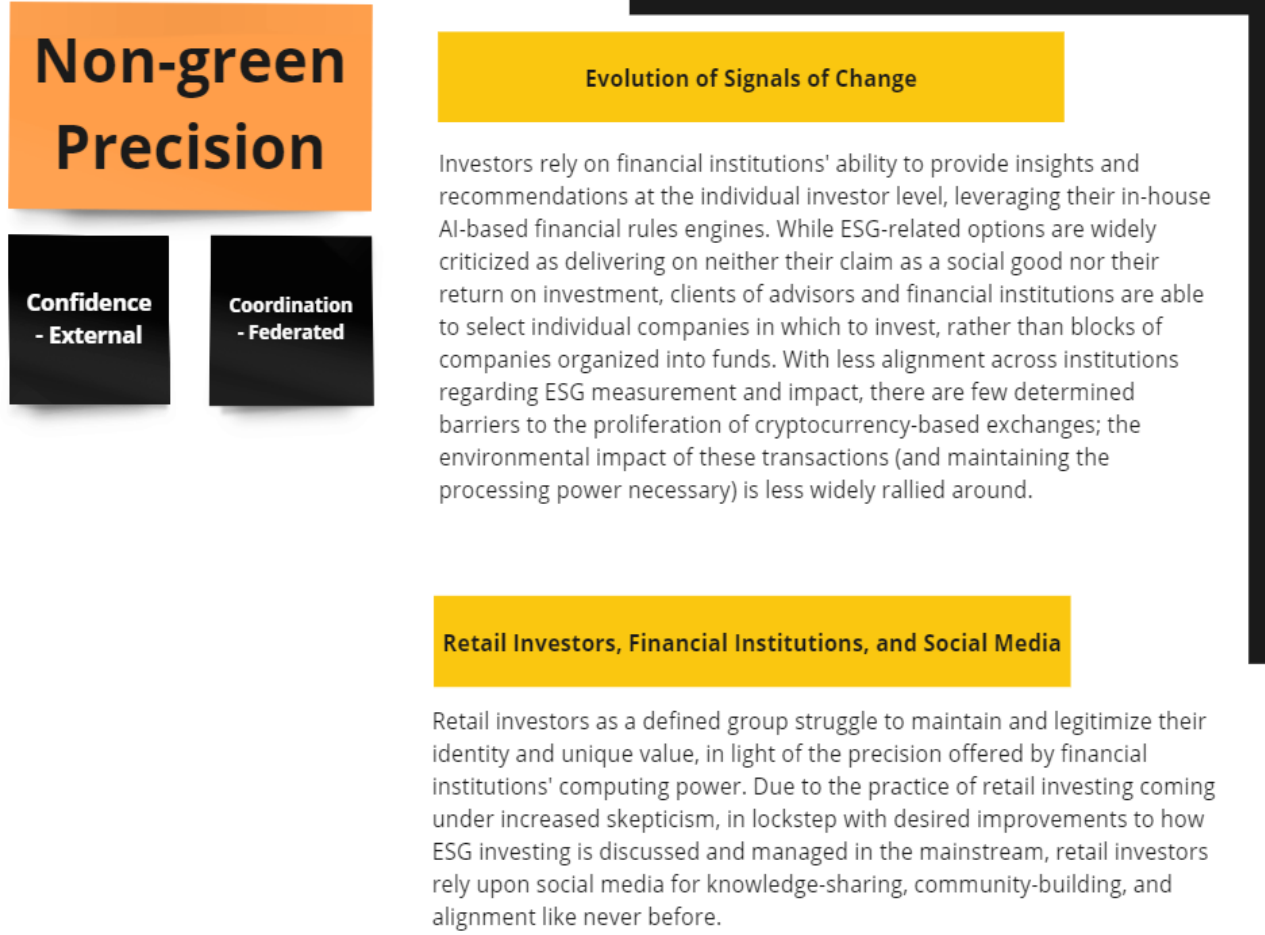 Non-green
Precision
Confidence
- External
Coordination
- Federated
Evolution of Signals of Change
Investors rely on financial institutions' ability to provide insights and
recommendations at the individual investor level, leveraging their in-house
AI-based financial rules engines. While ESG-related options are widely
criticized as delivering on neither their claim as a social good nor their
return on investment, clients of advisors and financial institutions are able
to select individual companies in which to invest, rather than blocks of
companies organized into funds. With less alignment across institutions
regarding ESG measurement and impact, there are few determined
barriers to the proliferation of cryptocurrency-based exchanges; the
environmental impact of these transactions (and maintaining the
processing power necessary) is less widely rallied around.
Retail Investors, Financial Institutions, and Social Media
Retail investors as a defined group struggle to maintain and legitimize their
identity and unique value, in light of the precision offered by financial
institutions' computing power. Due to the practice of retail investing coming
under increased skepticism, in lockstep with desired improvements to how
ESG investing is discussed and managed in the mainstream, retail investors
rely upon social media for knowledge-sharing, community-building, and
alignment like never before.